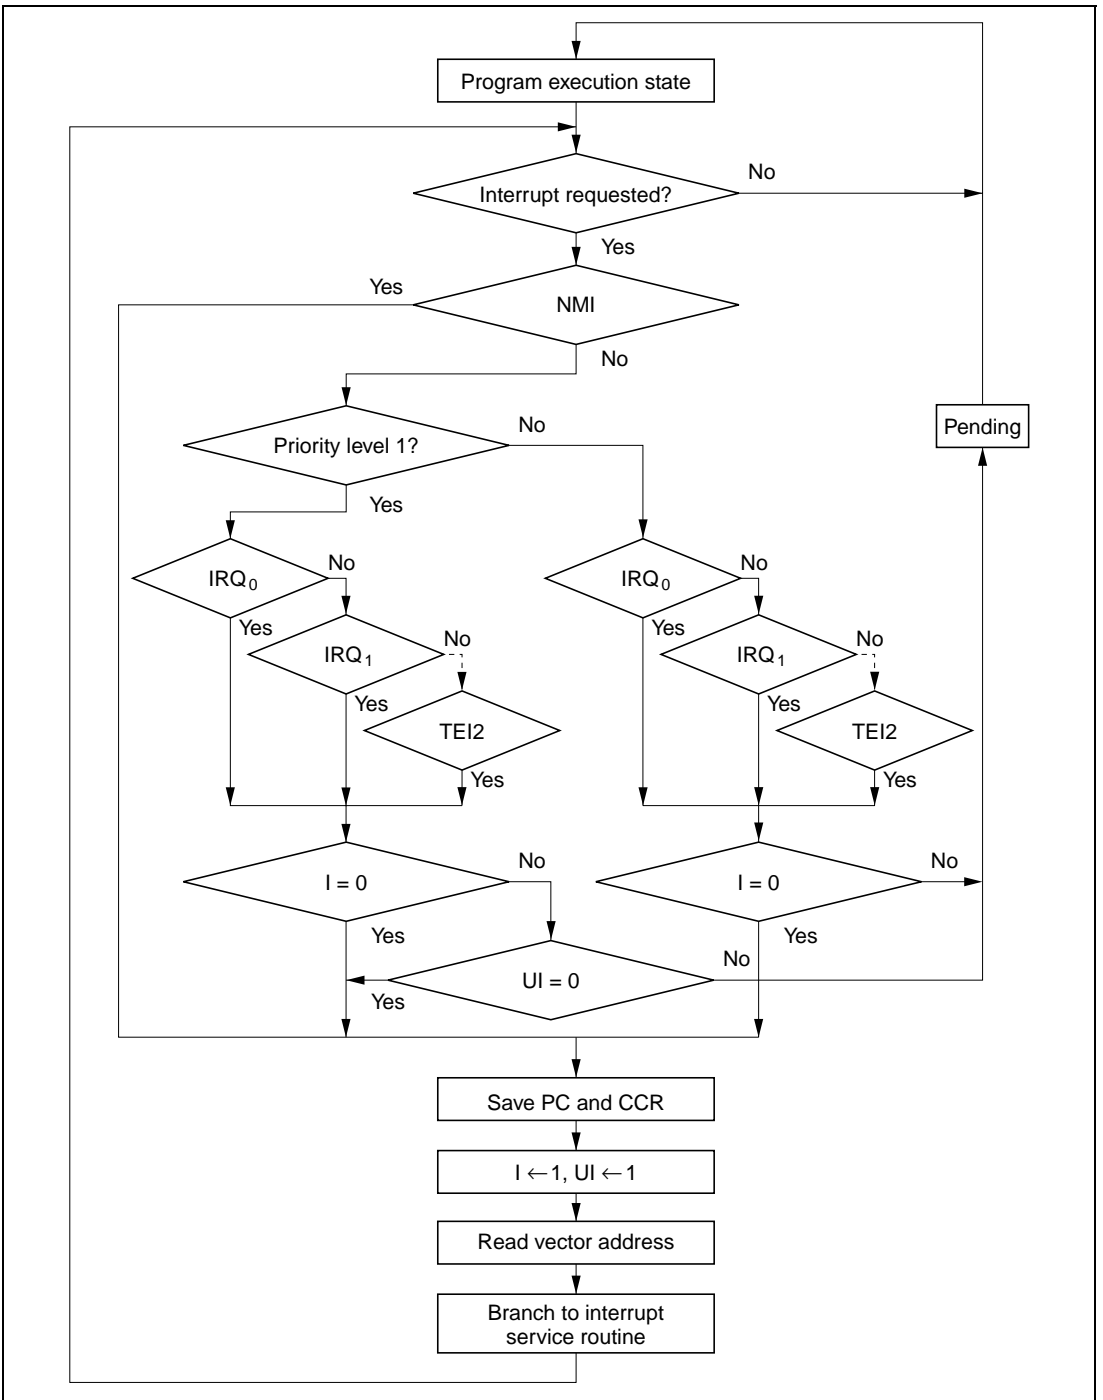 Program execution state
Interrupt requested?
No
Yes
NMI
Yes
No
Pending
Priority level 1?
No
Yes
IRQ0
No
Yes
IRQ1
No
Yes
TEI2
Yes
IRQ0
No
Yes
IRQ1
No
Yes
TEI2
Yes
I = 0
No
Yes
I = 0
No
Yes
UI = 0
No
Yes
Save PC and CCR
I ← 1, UI ← 1
Read vector address
Branch to interrupt
service routine